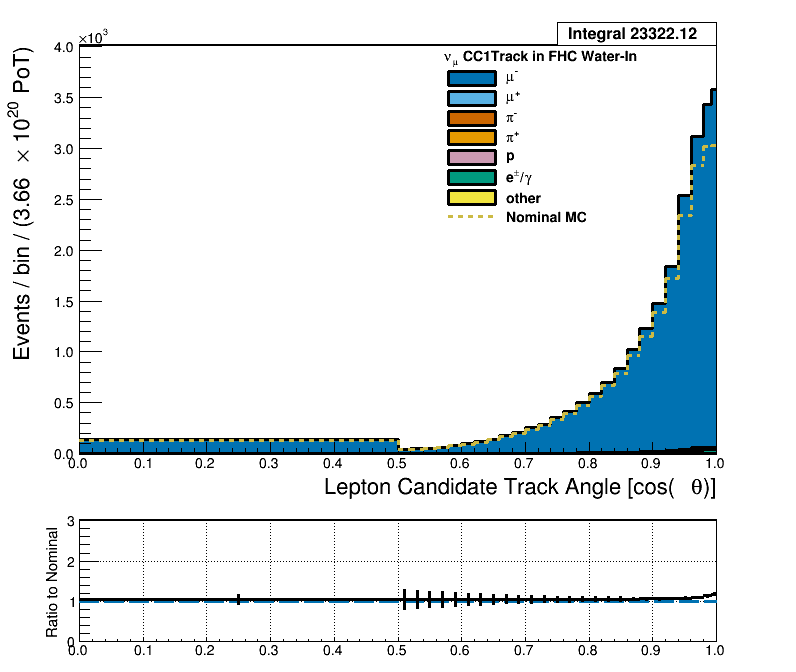 Integral 23322.12
×10³
ν_μ CC1Track in FHC Water-In
μ⁻
μ⁺
π⁻
π⁺
p
e^±/γ
other
Nominal MC
Events / bin / (3.66 × 10²⁰ PoT)
4.0
3.5
3.0
2.5
2.0
1.5
1.0
0.5
0.0
0.0 0.1 0.2 0.3 0.4 0.5 0.6 0.7 0.8 0.9 1.0
Lepton Candidate Track Angle [cos( θ)]
Ratio to Nominal
3
2
1
0
0.0 0.1 0.2 0.3 0.4 0.5 0.6 0.7 0.8 0.9 1.0